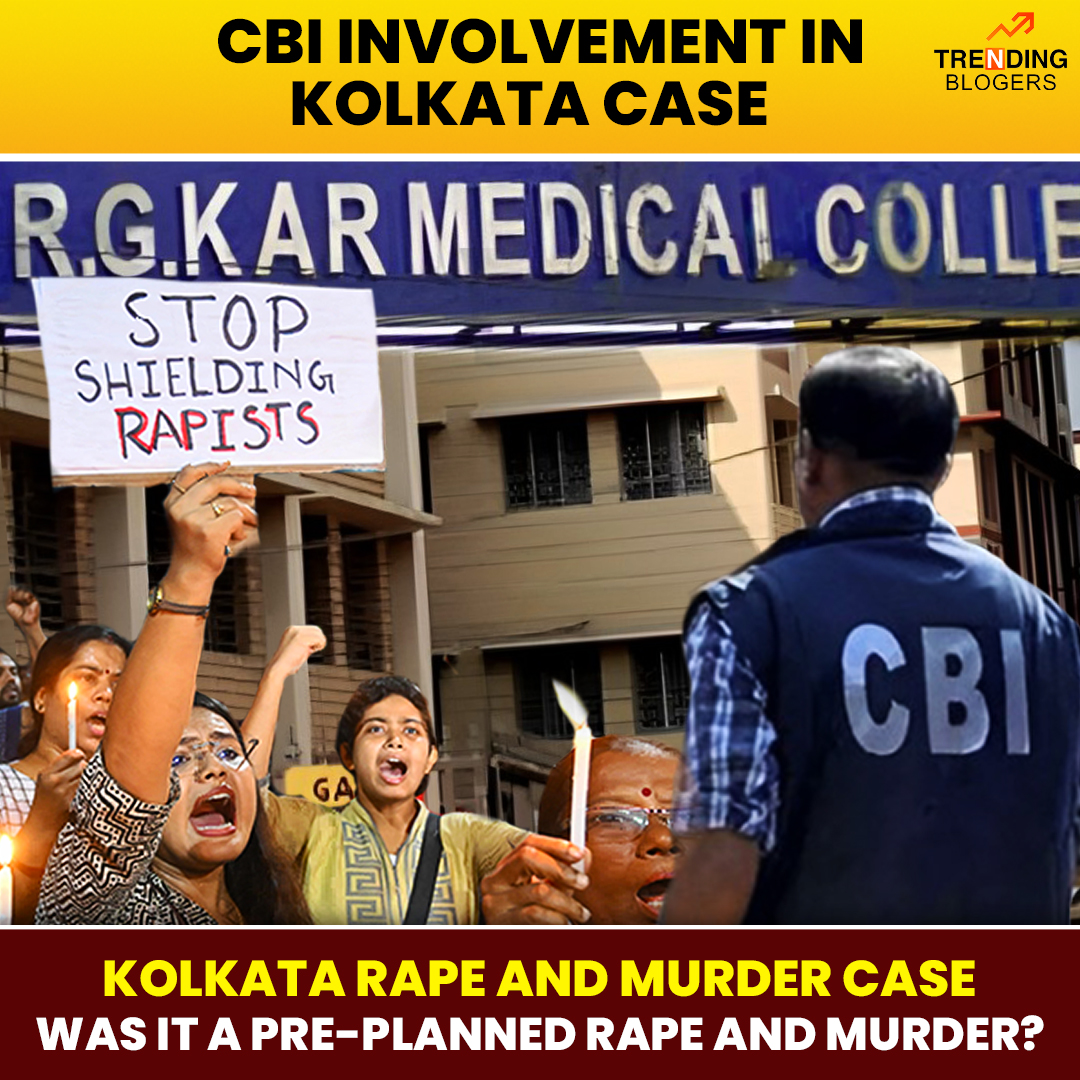 CBI INVOLVEMENT IN
KOLKATA CASE
TRENDING
BLOGERS
R.G.KAR MEDICAL COLLE
STOP
SHIELDING
RAPISTS
GA
CBI
KOLKATA RAPE AND MURDER CASE
WAS IT A PRE-PLANNED RAPE AND MURDER?